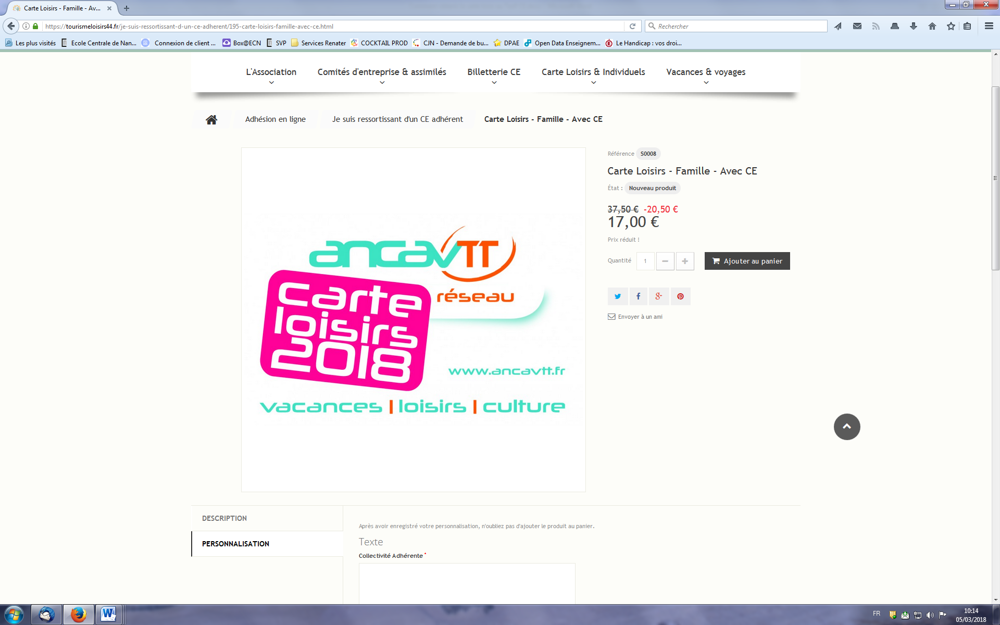 Carte Loisirs - Famille - Av...
https://tourismeloisirs44.fr/je-suis-ressortissant-d-un-ce-adherent/195-carte-loisirs-famille-avec-ce.html
Rechercher
Les plus visités
Ecole Centrale de Nan...
Connexion de client ...
Box@ECN
SVP
Services Renater
COCKTAIL PROD
CJN - Demande de bu...
DPAE
Open Data Enseignem...
Le Handicap : vos droi...
L'Association
Comités d'entreprise & assimilés
Billetterie CE
Carte Loisirs & Individuels
Vacances & voyages
Adhésion en ligne
Je suis ressortissant d'un CE adhérent
Carte Loisirs - Famille - Avec CE
ancavTT
réseau
carte
loisirs
2018
www.ancavtt.fr
vacances | loisirs | culture
Référence S0008
Carte Loisirs - Famille - Avec CE
État : Nouveau produit
37,50 € -20,50 €
17,00 €
Prix réduit !
Quantité 1
Ajouter au panier
Envoyer à un ami
DESCRIPTION
PERSONNALISATION
Après avoir enregistré votre personnalisation, n'oubliez pas d'ajouter le produit au panier.
Texte
Collectivité Adhérente *
FR
10:14
05/03/2018